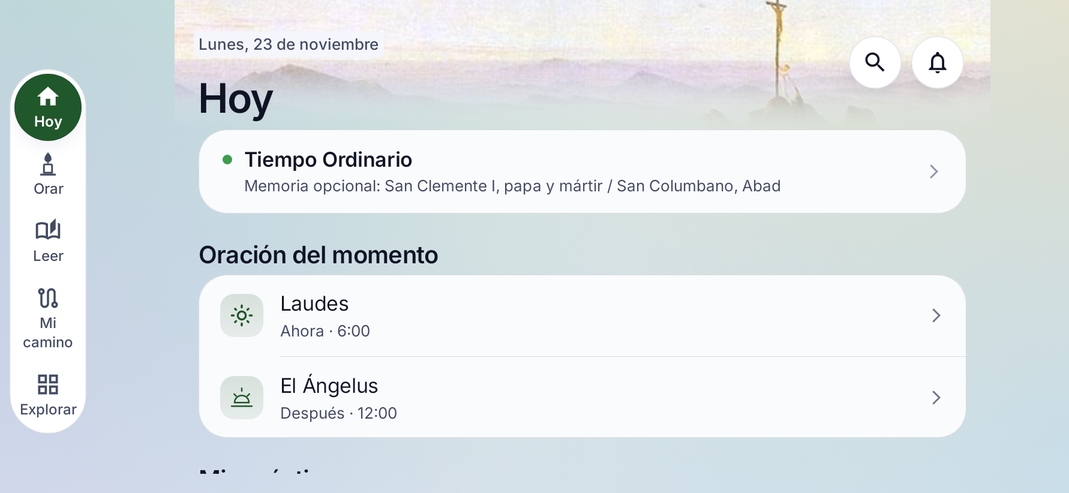 Lunes, 23 de noviembre
Hoy
Hoy
Orar
Leer
Mi
camino
Explorar
Tiempo Ordinario
Memoria opcional: San Clemente I, papa y mártir / San Columbano, Abad
Oración del momento
Laudes
Ahora · 6:00
El Ángelus
Después · 12:00